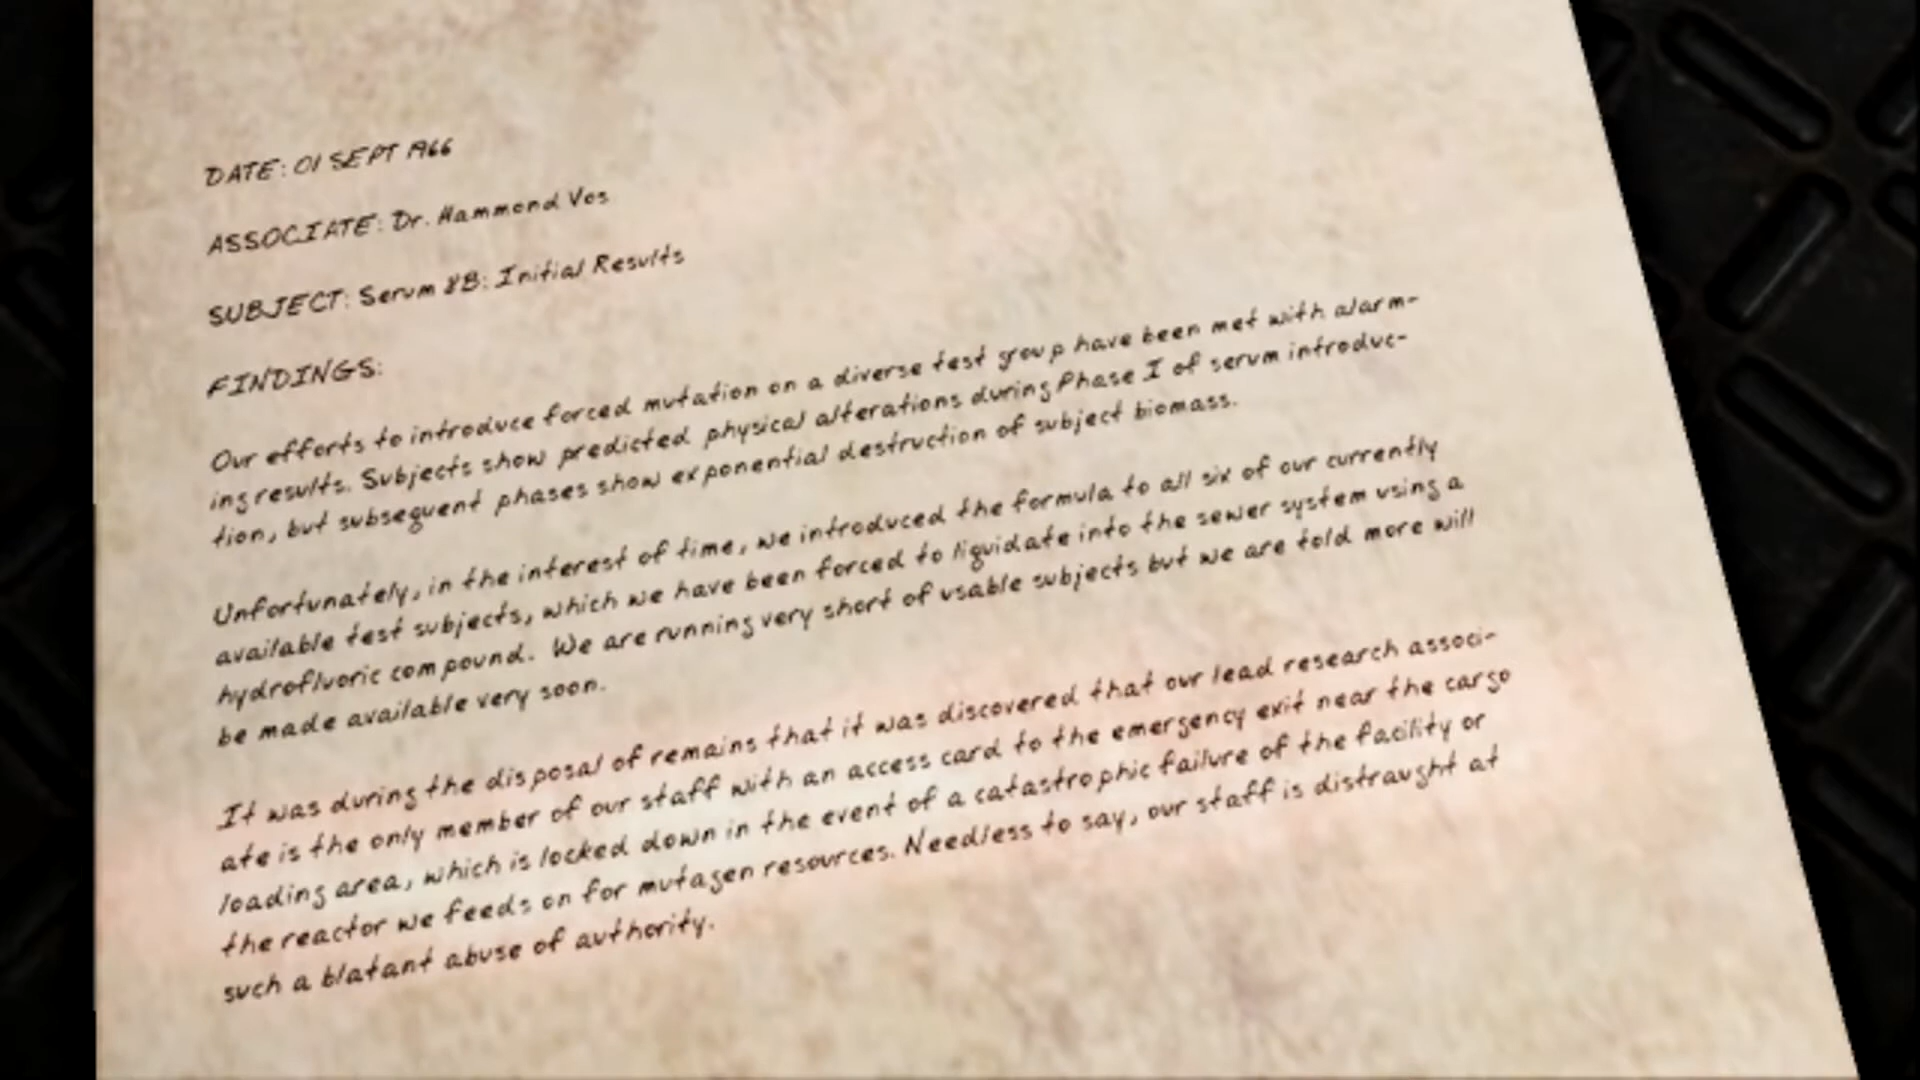 DATE: 01 SEPT 1966
ASSOCIATE: Dr. Hammond Vos
SUBJECT: Serum 8B: Initial Results
FINDINGS:
Our efforts to introduce forced mutation on a diverse test group have been met with alarm-
ing results. Subjects show predicted physical alterations during Phase I of serum introduc-
tion, but subsequent phases show exponential destruction of subject biomass.
Unfortunately, in the interest of time, we introduced the formula to all six of our currently
available test subjects, which we have been forced to liquidate into the sewer system using a
hydrofluoric compound. We are running very short of usable subjects but we are told more will
be made available very soon.
It was during the disposal of remains that it was discovered that our lead research associ-
ate is the only member of our staff with an access card to the emergency exit near the cargo
loading area, which is locked down in the event of a catastrophic failure of the facility or
the reactor we feeds on for mutagen resources. Needless to say, our staff is distraught at
such a blatant abuse of authority.